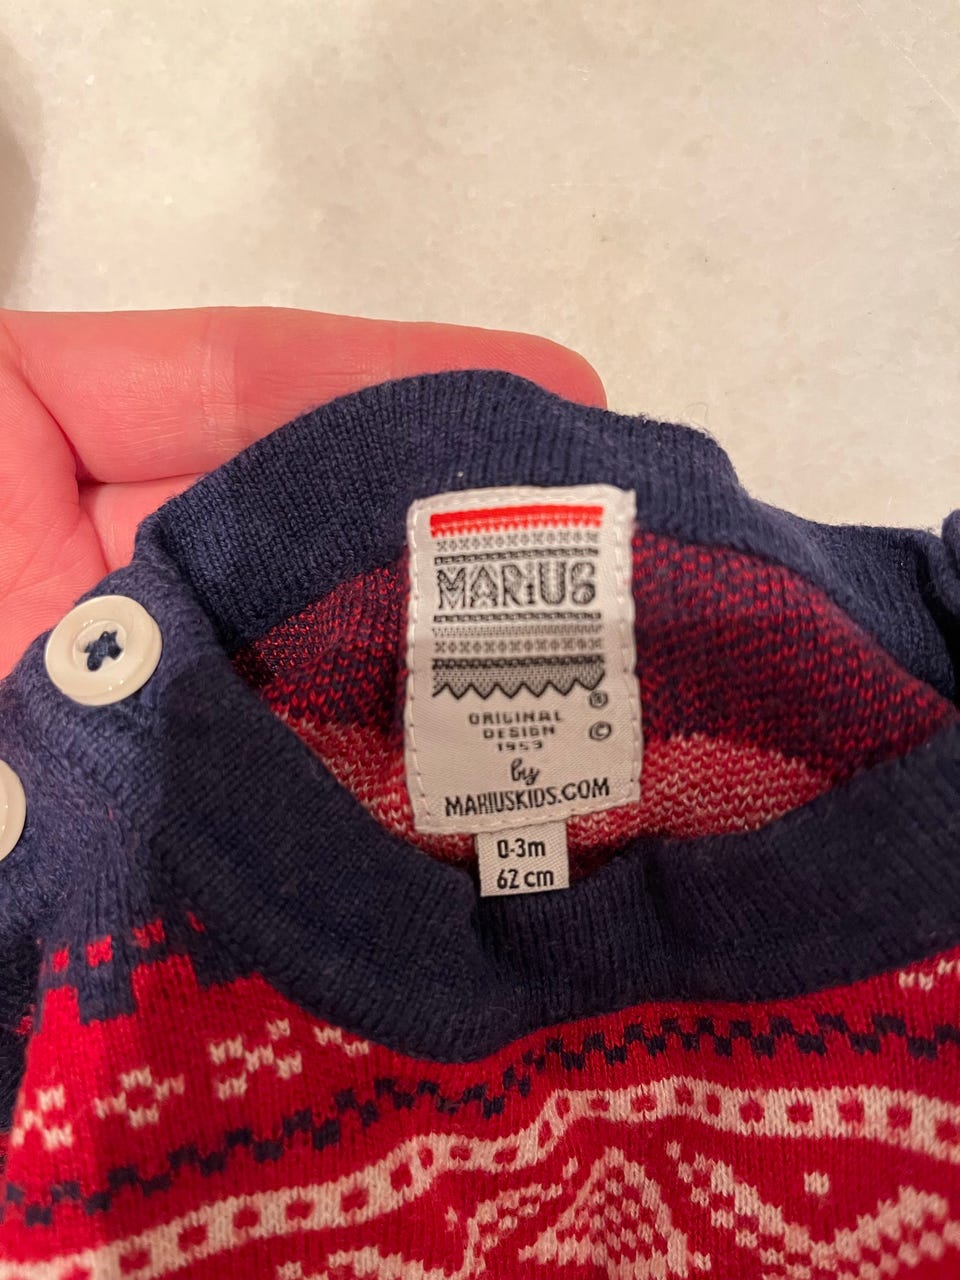 MARIUS
®
ORIGINAL
DESIGN ©
1953
by
MARIUSKIDS.COM
0-3m
62 cm